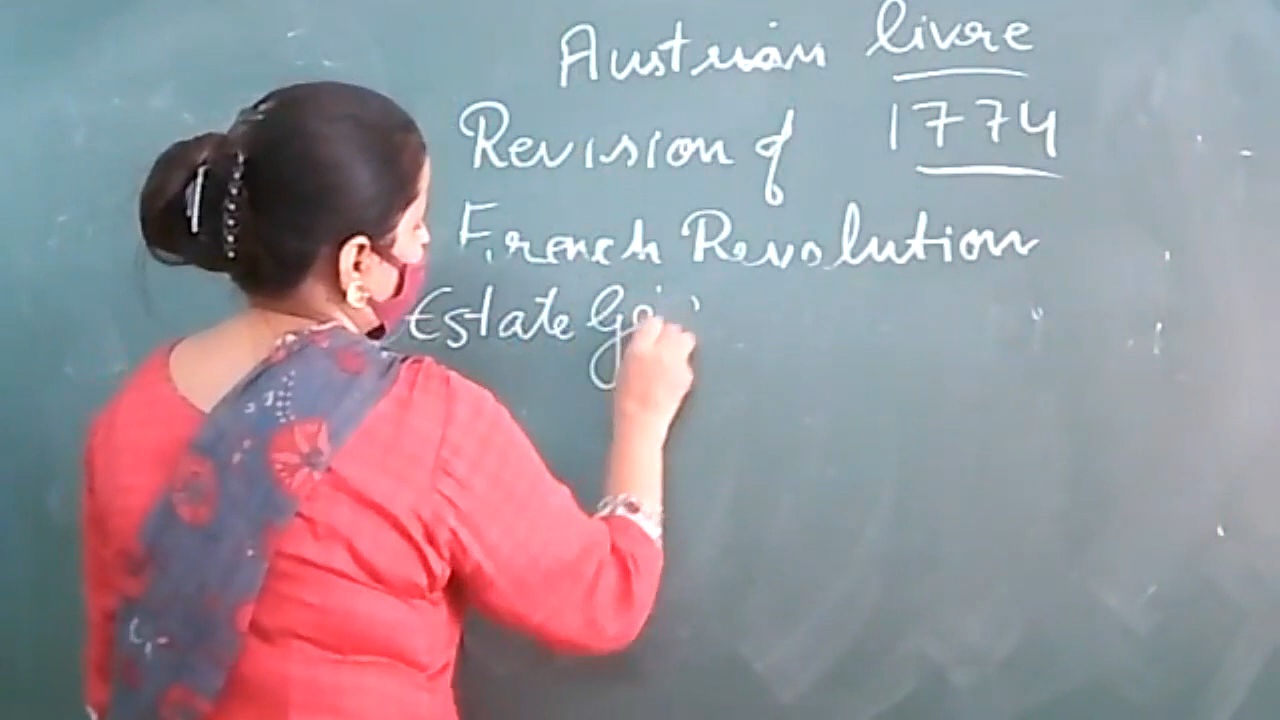 Austrian livre
Revision of 1774
French Revolution
Estate